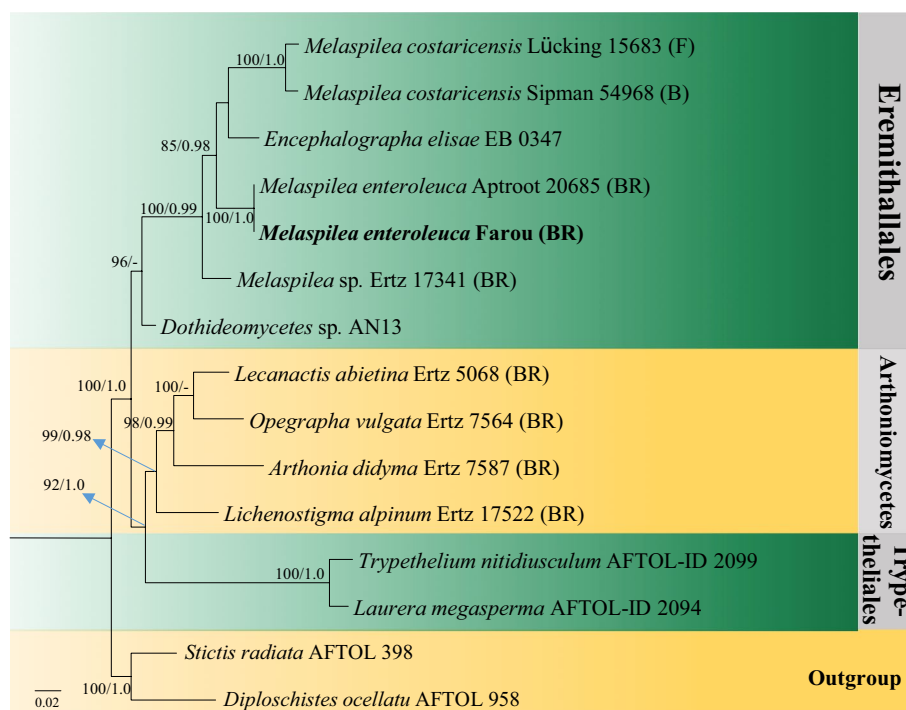 Melaspilea costaricensis Lücking 15683 (F)
100/1.0
Melaspilea costaricensis Sipman 54968 (B)
Encephalographa elisae EB 0347
85/0.98
Melaspilea enteroleuca Aptroot 20685 (BR)
100/0.99
100/1.0
Melaspilea enteroleuca Farou (BR)
96/-
Melaspilea sp. Ertz 17341 (BR)
Dothideomycetes sp. AN13
Eremithallales
Lecanactis abietina Ertz 5068 (BR)
100/1.0
100/-
Opegrapha vulgata Ertz 7564 (BR)
98/0.99
99/0.98
Arthonia didyma Ertz 7587 (BR)
92/1.0
Lichenostigma alpinum Ertz 17522 (BR)
Arthoniomycetes
Trypethelium nitidiusculum AFTOL-ID 2099
100/1.0
Laurera megasperma AFTOL-ID 2094
Trype-
theliales
Stictis radiata AFTOL 398
Outgroup
100/1.0
Diploschistes ocellatu AFTOL 958
0.02